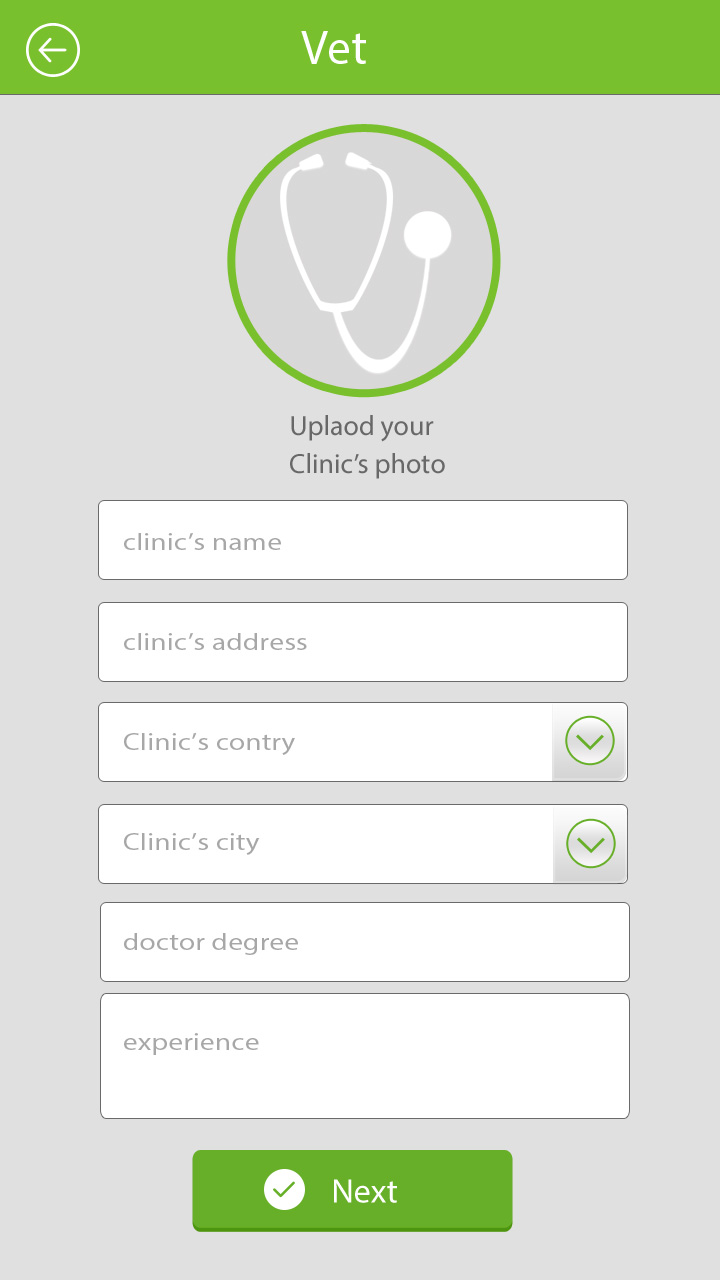 Vet
Uplaod your
Clinic's photo
clinic's name
clinic's address
Clinic's contry
Clinic's city
doctor degree
experience
Next